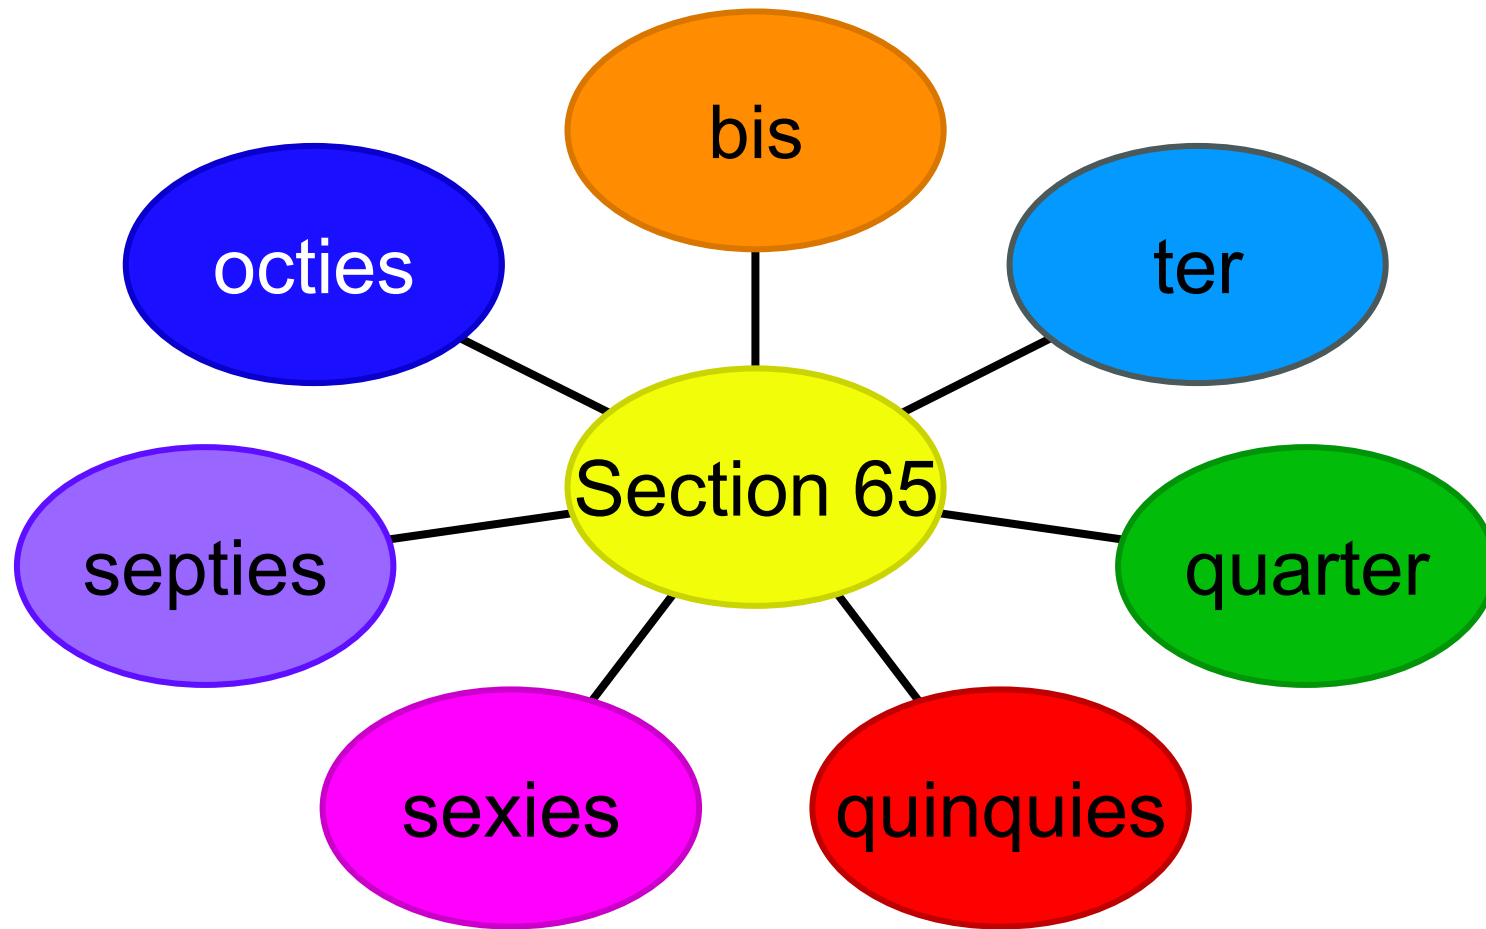 bis
octies
ter
Section 65
septies
quarter
sexies
quinquies